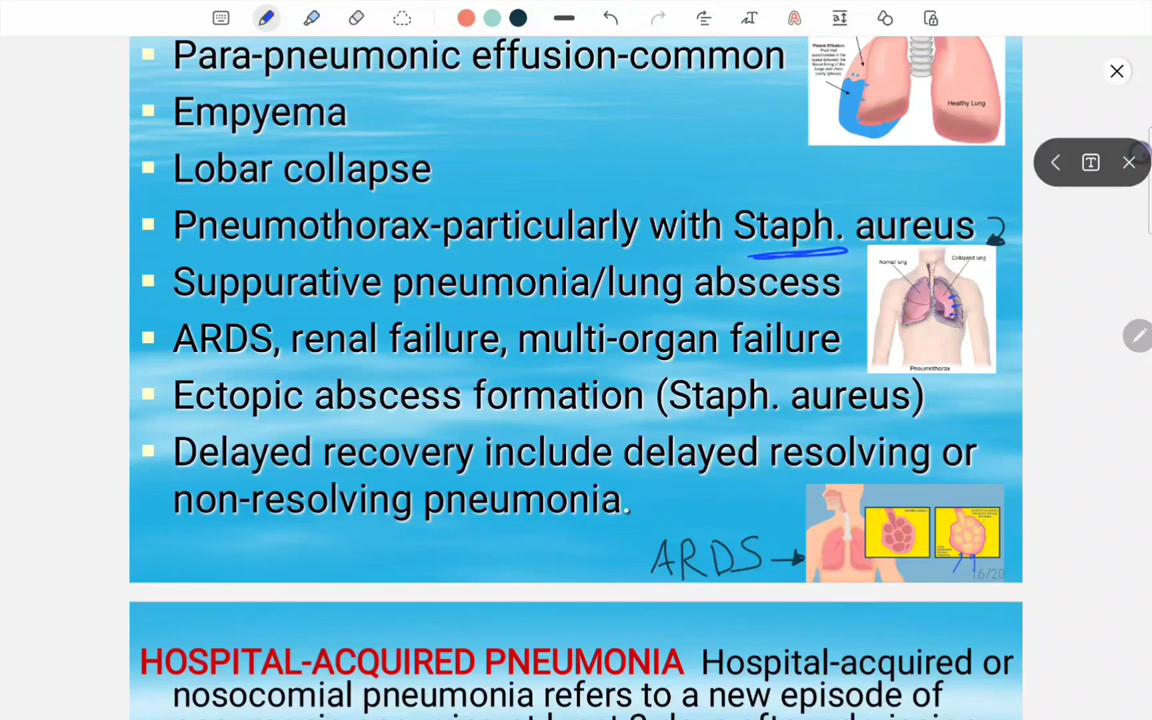 Para-pneumonic effusion-common
Healthy Lung
Empyema
Lobar collapse
Pneumothorax-particularly with Staph. aureus
Normal lung
Collapsed lung
Suppurative pneumonia/lung abscess
ARDS, renal failure, multi-organ failure
Pneumothorax
Ectopic abscess formation (Staph. aureus)
Delayed recovery include delayed resolving or
non-resolving pneumonia.
ARDS
16/20
HOSPITAL-ACQUIRED PNEUMONIA Hospital-acquired or
nosocomial pneumonia refers to a new episode of